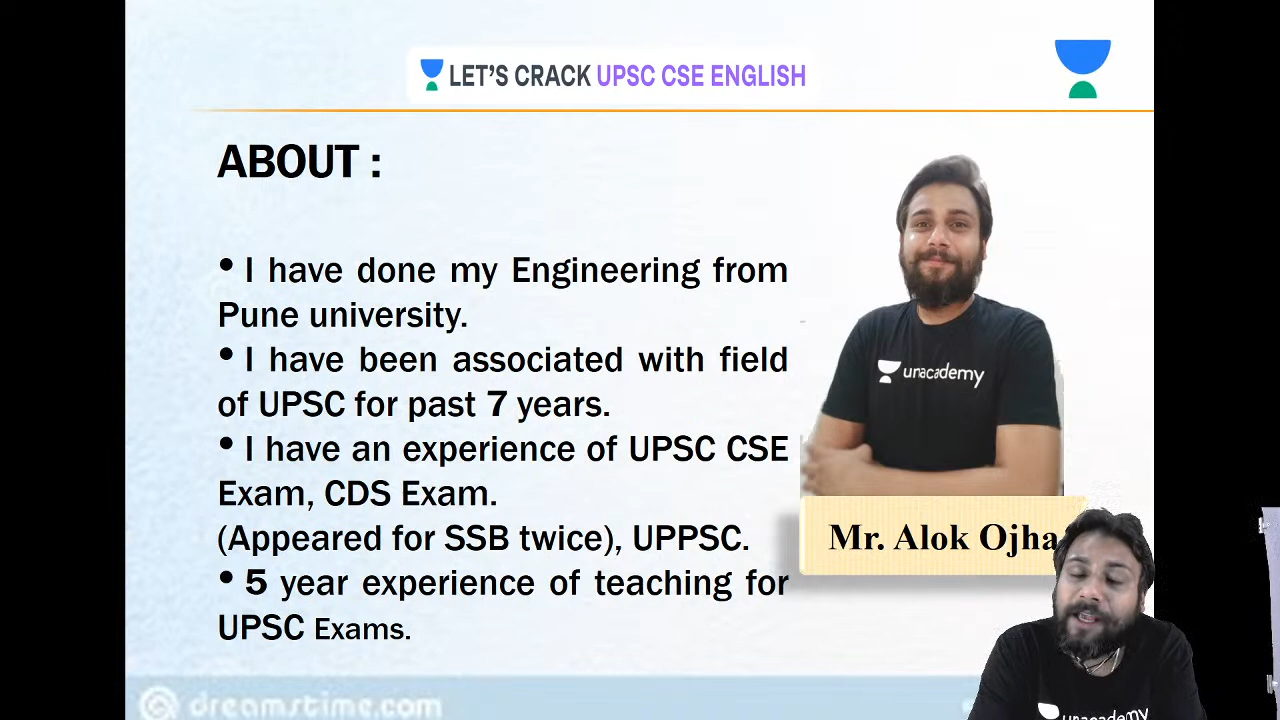 LET'S CRACK UPSC CSE ENGLISH
ABOUT :
• I have done my Engineering from
Pune university.
• I have been associated with field
of UPSC for past 7 years.
• I have an experience of UPSC CSE
Exam, CDS Exam.
(Appeared for SSB twice), UPPSC.
• 5 year experience of teaching for
UPSC Exams.
unacademy
Mr. Alok Ojha
unacademy
dreamstime.com